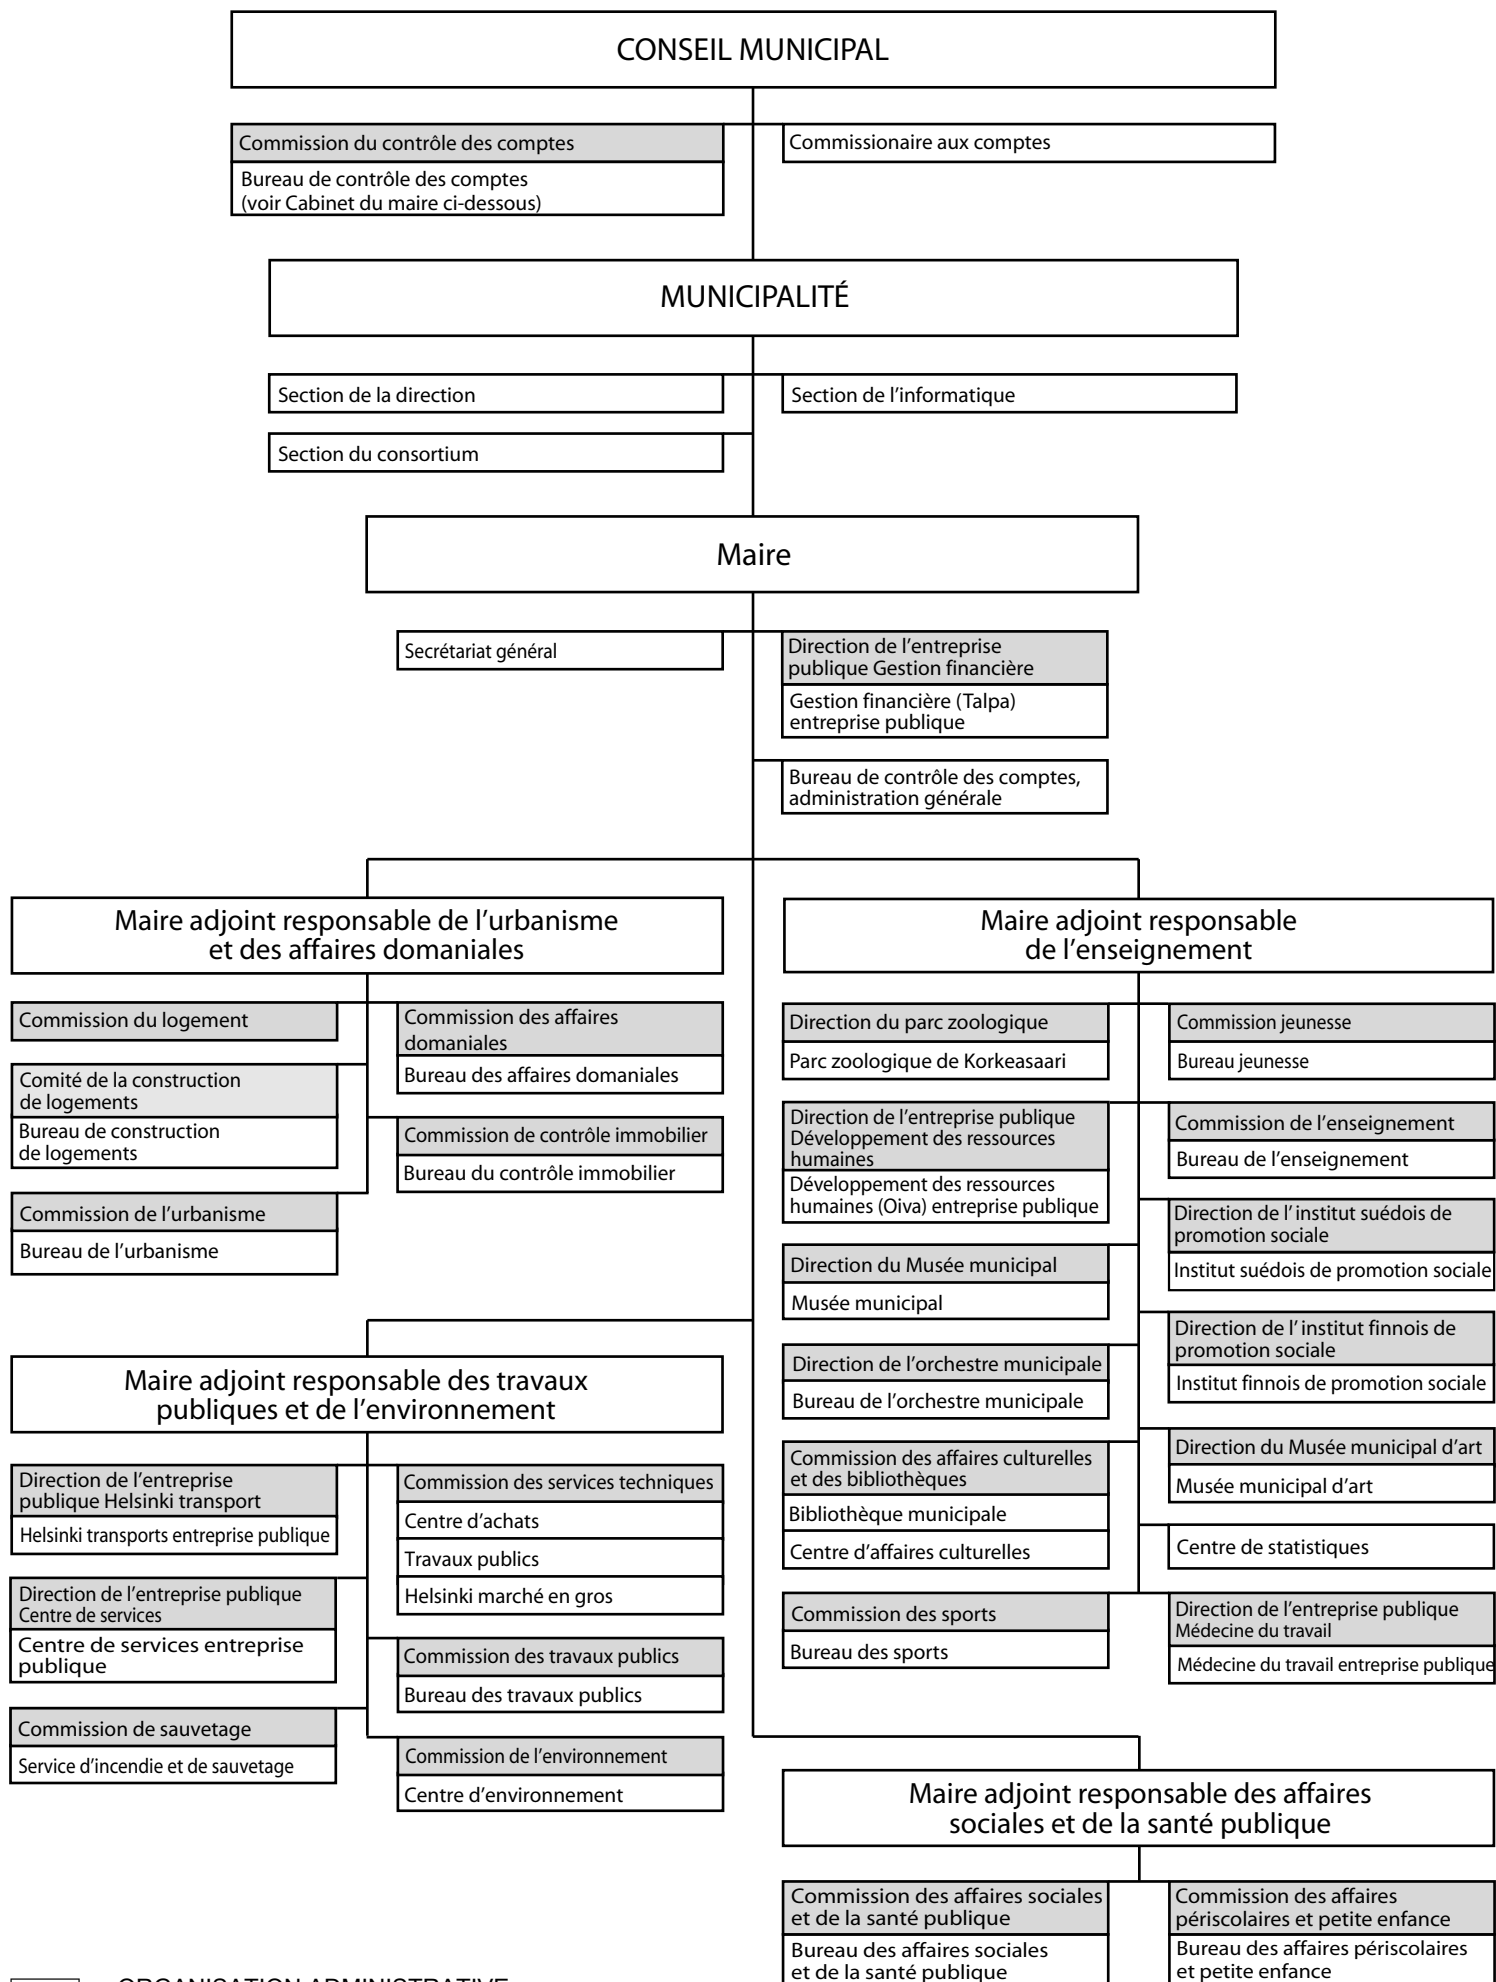 CONSEIL MUNICIPAL
Commission du contrôle des comptes
Commissionaire aux comptes
Bureau de contrôle des comptes
(voir Cabinet du maire ci-dessous)
MUNICIPALITÉ
Section de la direction
Section de l'informatique
Section du consortium
Maire
Secrétariat général
Direction de l'entreprise
publique Gestion financière
Gestion financière (Talpa)
entreprise publique
Bureau de contrôle des comptes,
administration générale
Maire adjoint responsable de l'urbanisme
et des affaires domaniales
Commission du logement
Comité de la construction
de logements
Bureau de construction
de logements
Commission de l'urbanisme
Bureau de l'urbanisme
Commission des affaires
domaniales
Bureau des affaires domaniales
Commission de contrôle immobilier
Bureau du contrôle immobilier
Maire adjoint responsable
de l'enseignement
Direction du parc zoologique
Parc zoologique de Korkeasaari
Direction de l'entreprise publique
Développement des ressources
humaines
Développement des ressources
humaines (Oiva) entreprise publique
Direction du Musée municipal
Musée municipal
Direction de l'orchestre municipale
Bureau de l'orchestre municipale
Commission des affaires culturelles
et des bibliothèques
Bibliothèque municipale
Centre d'affaires culturelles
Commission des sports
Bureau des sports
Commission jeunesse
Bureau jeunesse
Commission de l'enseignement
Bureau de l'enseignement
Direction de l'institut suédois de
promotion sociale
Institut suédois de promotion sociale
Direction de l'institut finnois de
promotion sociale
Institut finnois de promotion sociale
Direction du Musée municipal d'art
Musée municipal d'art
Centre de statistiques
Direction de l'entreprise publique
Médecine du travail
Médecine du travail entreprise publique
Maire adjoint responsable des travaux
publiques et de l'environnement
Direction de l'entreprise
publique Helsinki transport
Helsinki transports entreprise publique
Direction de l'entreprise publique
Centre de services
Centre de services entreprise
publique
Commission de sauvetage
Service d'incendie et de sauvetage
Commission des services techniques
Centre d'achats
Travaux publics
Helsinki marché en gros
Commission des travaux publics
Bureau des travaux publics
Commission de l'environnement
Centre d'environnement
Maire adjoint responsable des affaires
sociales et de la santé publique
Commission des affaires sociales
et de la santé publique
Bureau des affaires sociales
et de la santé publique
Commission des affaires
périscolaires et petite enfance
Bureau des affaires périscolaires
et petite enfance
ORGANISATION ADMINISTRATIVE